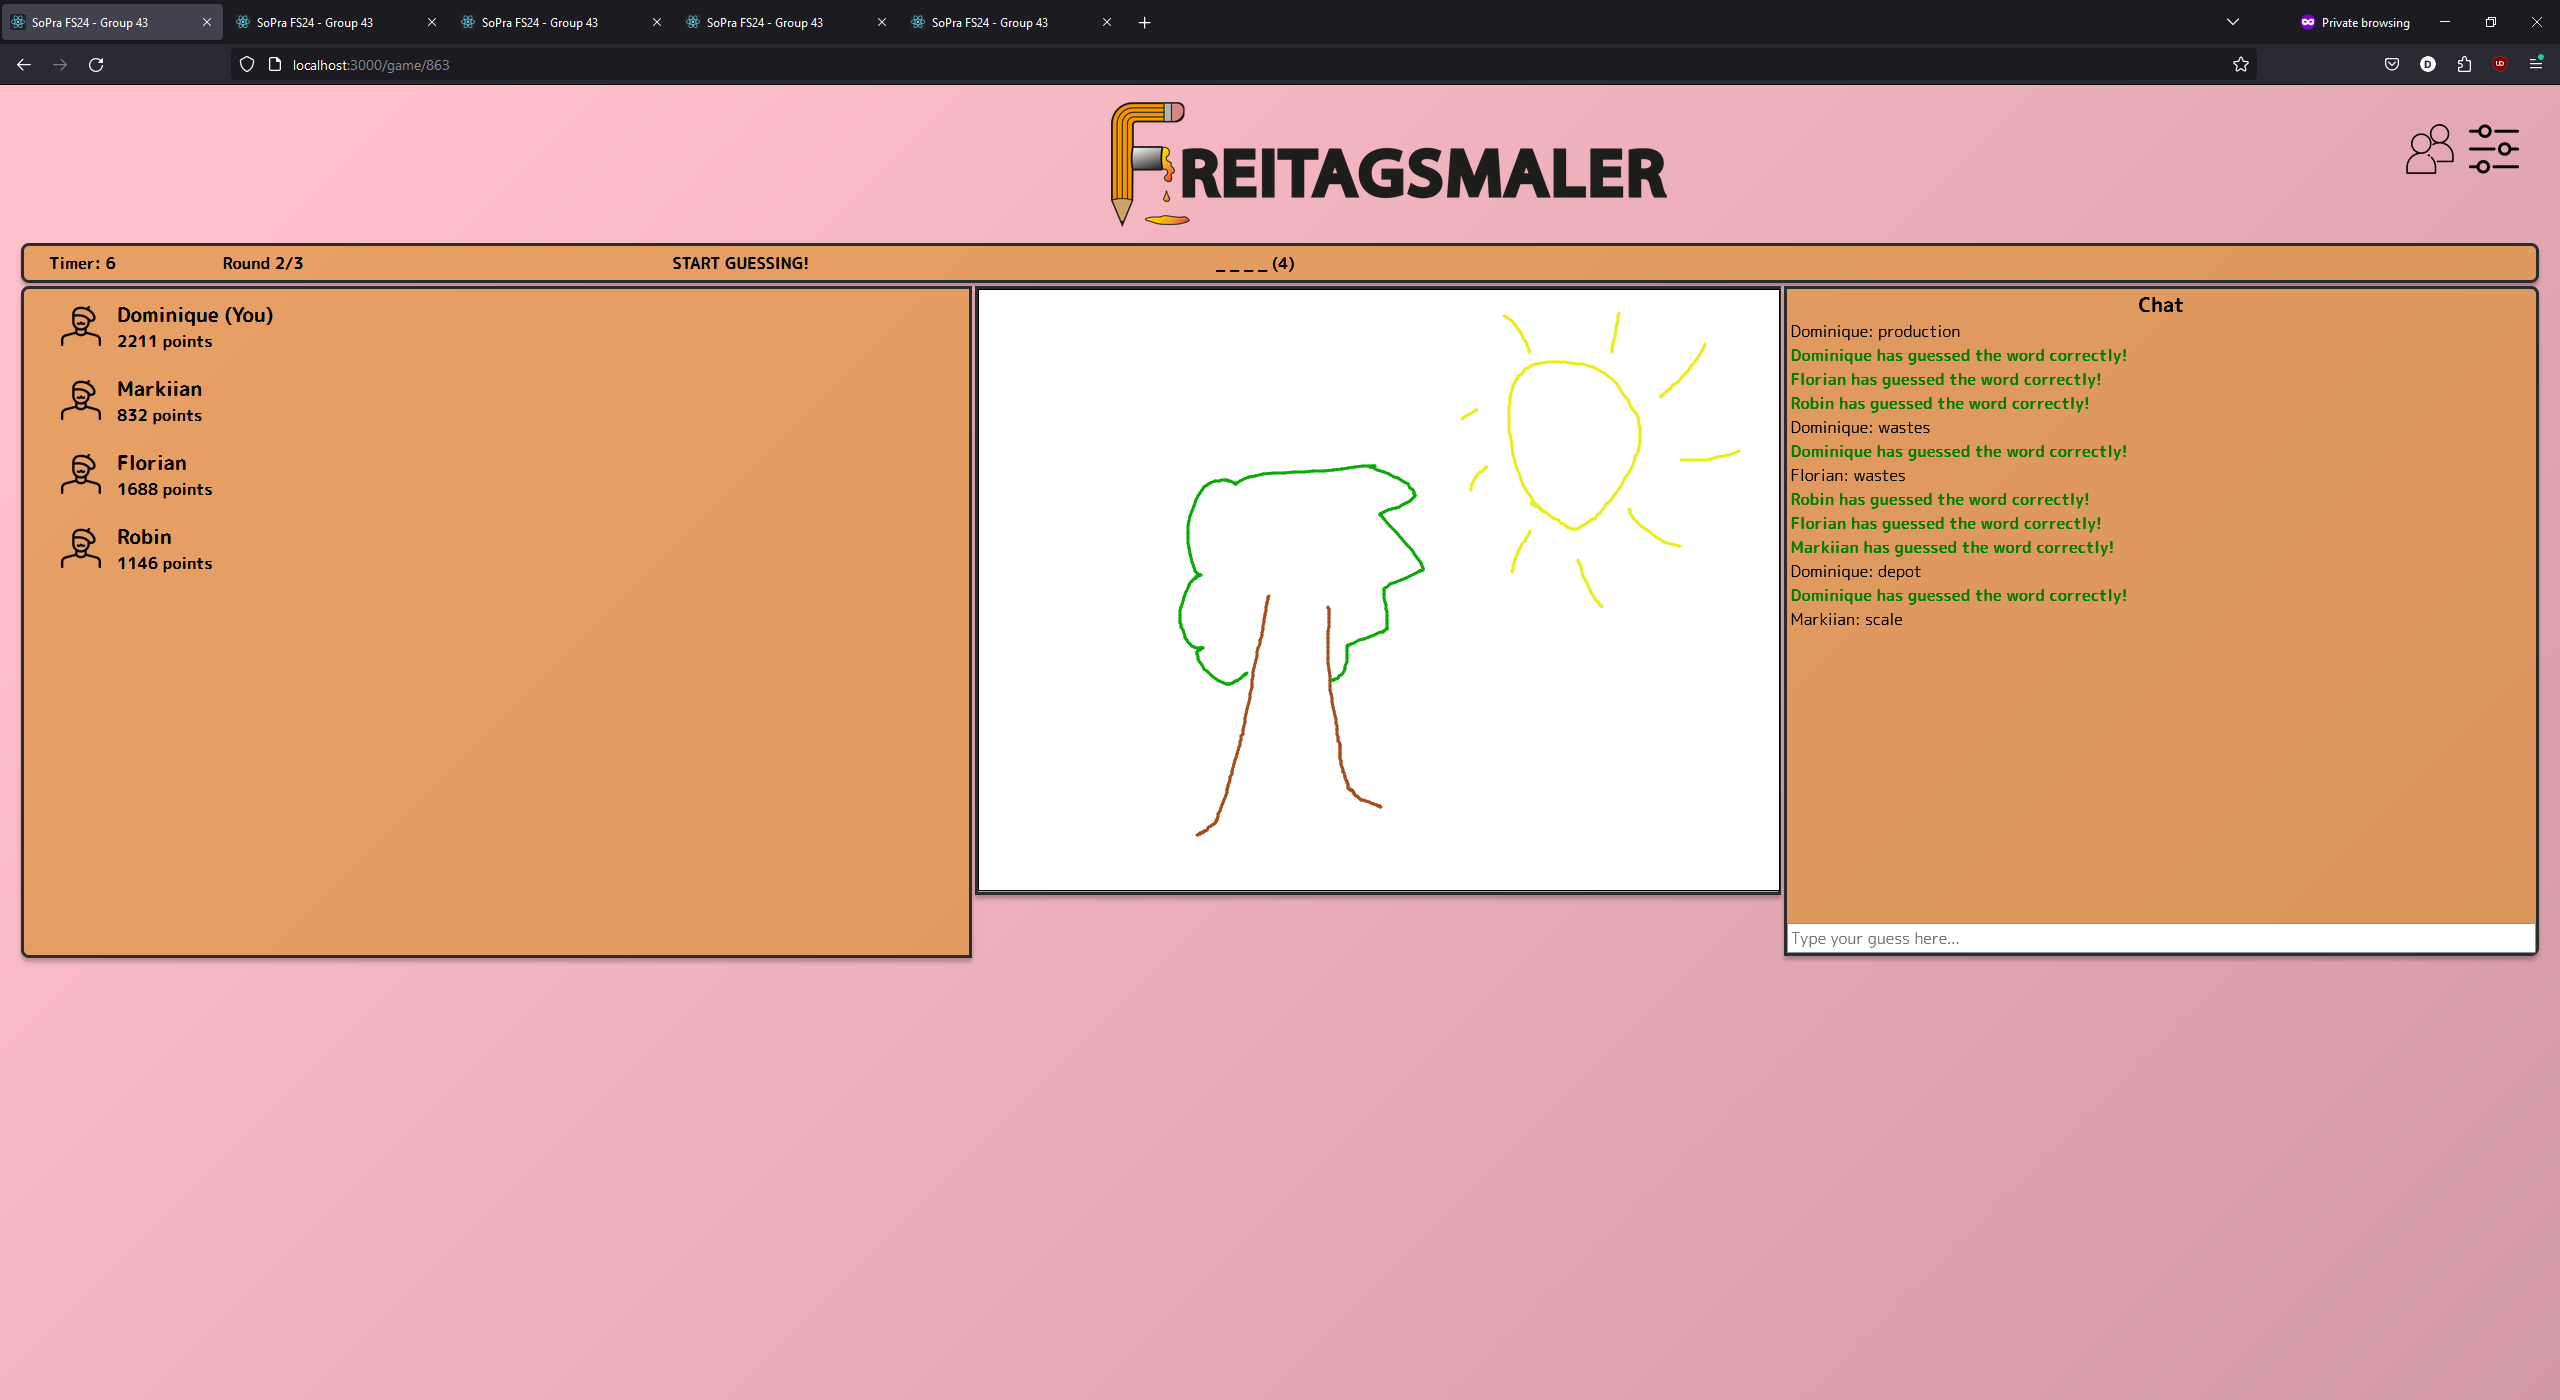 SoPra FS24 - Group 43
SoPra FS24 - Group 43
SoPra FS24 - Group 43
SoPra FS24 - Group 43
SoPra FS24 - Group 43
Private browsing
localhost:3000/game/863
D
FREITAGSMALER
Timer: 6
Round 2/3
START GUESSING!
_ _ _ _ (4)
Dominique (You)
2211 points
Markiian
832 points
Florian
1688 points
Robin
1146 points
Chat
Dominique: production
Dominique has guessed the word correctly!
Florian has guessed the word correctly!
Robin has guessed the word correctly!
Dominique: wastes
Dominique has guessed the word correctly!
Florian: wastes
Robin has guessed the word correctly!
Florian has guessed the word correctly!
Markiian has guessed the word correctly!
Dominique: depot
Dominique has guessed the word correctly!
Markiian: scale
Type your guess here...